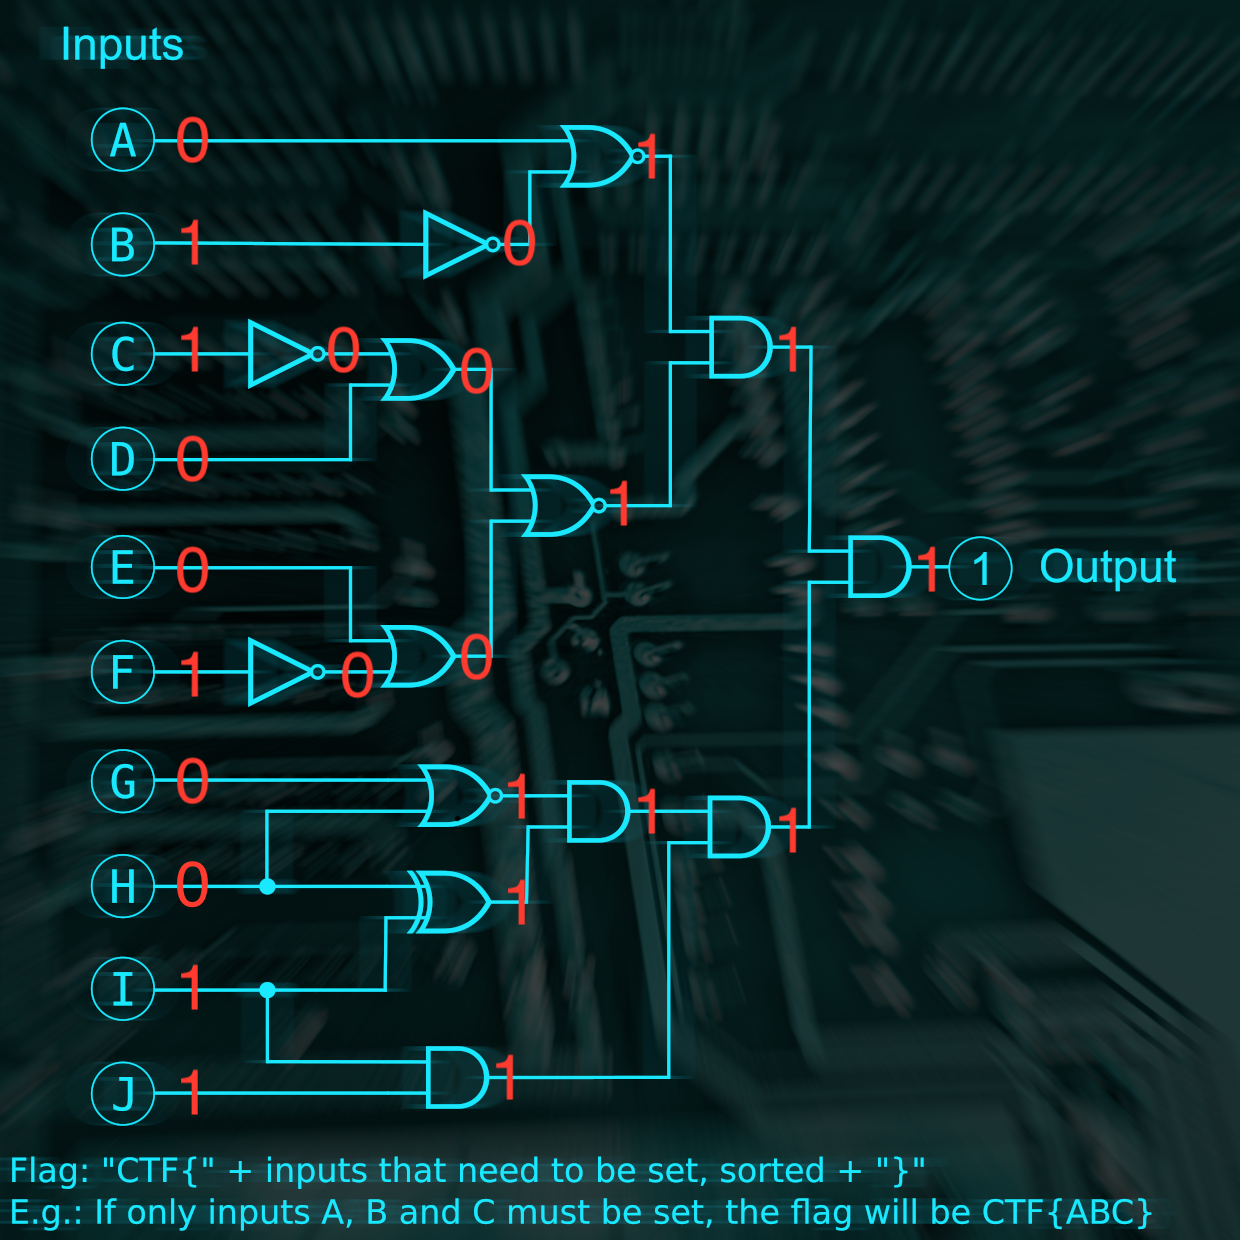 Inputs
A 0 1
B 1 0
C 1 0 0 1
D 0
1
E 0
1 1 Output
F 1 0 0
G 0 1 1 1
H 0 1
I 1
J 1 1
Flag: "CTF{" + inputs that need to be set, sorted + "}"
E.g.: If only inputs A, B and C must be set, the flag will be CTF{ABC}